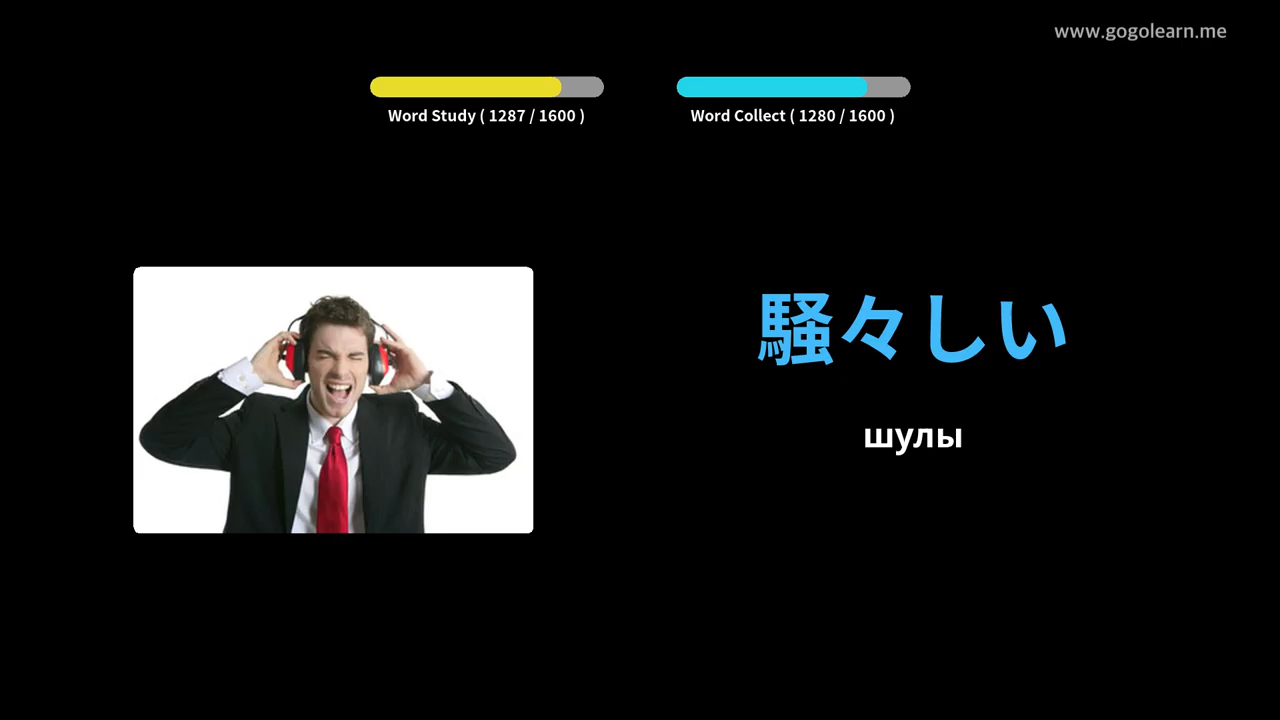 www.gogolearn.me
Word Study ( 1287 / 1600 )
Word Collect ( 1280 / 1600 )
騒々しい
шулы